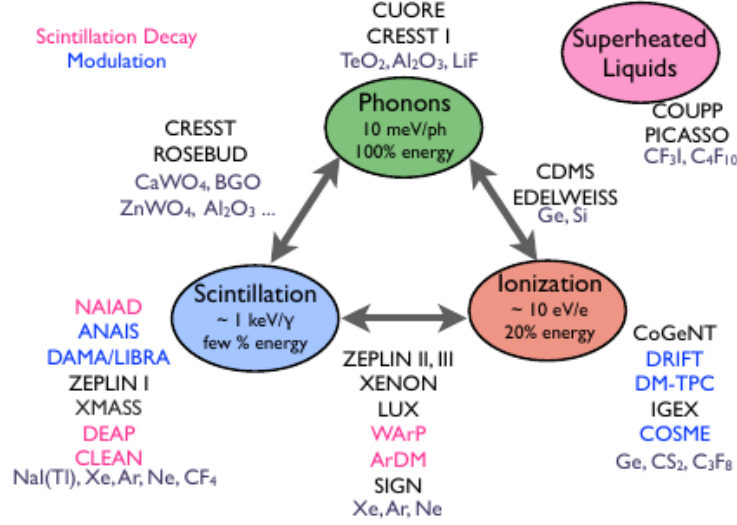 Scintillation Decay
Modulation
CUORE
CRESST I
TeO₂, Al₂O₃, LiF
Superheated
Liquids
COUPP
PICASSO
CF₃I, C₄F₁₀
Phonons
10 meV/ph
100% energy
CRESST
ROSEBUD
CaWO₄, BGO
ZnWO₄, Al₂O₃ ...
CDMS
EDELWEISS
Ge, Si
Scintillation
~ 1 keV/γ
few % energy
Ionization
~ 10 eV/e
20% energy
NAIAD
ANAIS
DAMA/LIBRA
ZEPLIN I
XMASS
DEAP
CLEAN
NaI(Tl), Xe, Ar, Ne, CF₄
ZEPLIN II, III
XENON
LUX
WArP
ArDM
SIGN
Xe, Ar, Ne
CoGeNT
DRIFT
DM-TPC
IGEX
COSME
Ge, CS₂, C₃F₈